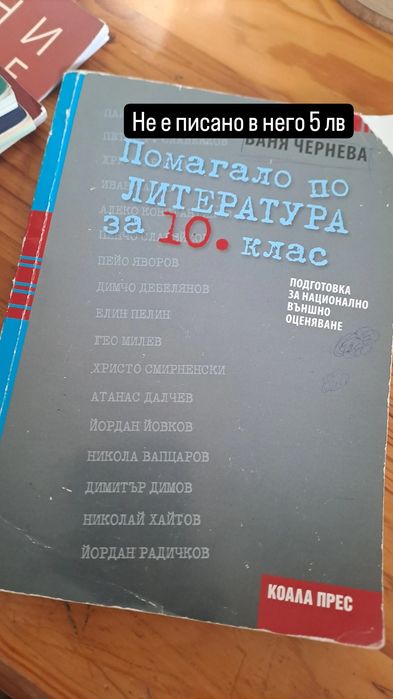 НИ
Е
Не е писано в него 5 лв
ВАНЯ ЧЕРНЕВА
Помагало по
ЛИТЕРАТУРА
за 10. клас
ПОДГОТОВКА
ЗА НАЦИОНАЛНО
ВЪНШНО
ОЦЕНЯВАНЕ
ПЕЙО ЯВОРОВ
ДИМЧО ДЕБЕЛЯНОВ
ЕЛИН ПЕЛИН
ГЕО МИЛЕВ
ХРИСТО СМИРНЕНСКИ
АТАНАС ДАЛЧЕВ
ЙОРДАН ЙОВКОВ
НИКОЛА ВАПЦАРОВ
ДИМИТЪР ДИМОВ
НИКОЛАЙ ХАЙТОВ
ЙОРДАН РАДИЧКОВ
КОАЛА ПРЕС